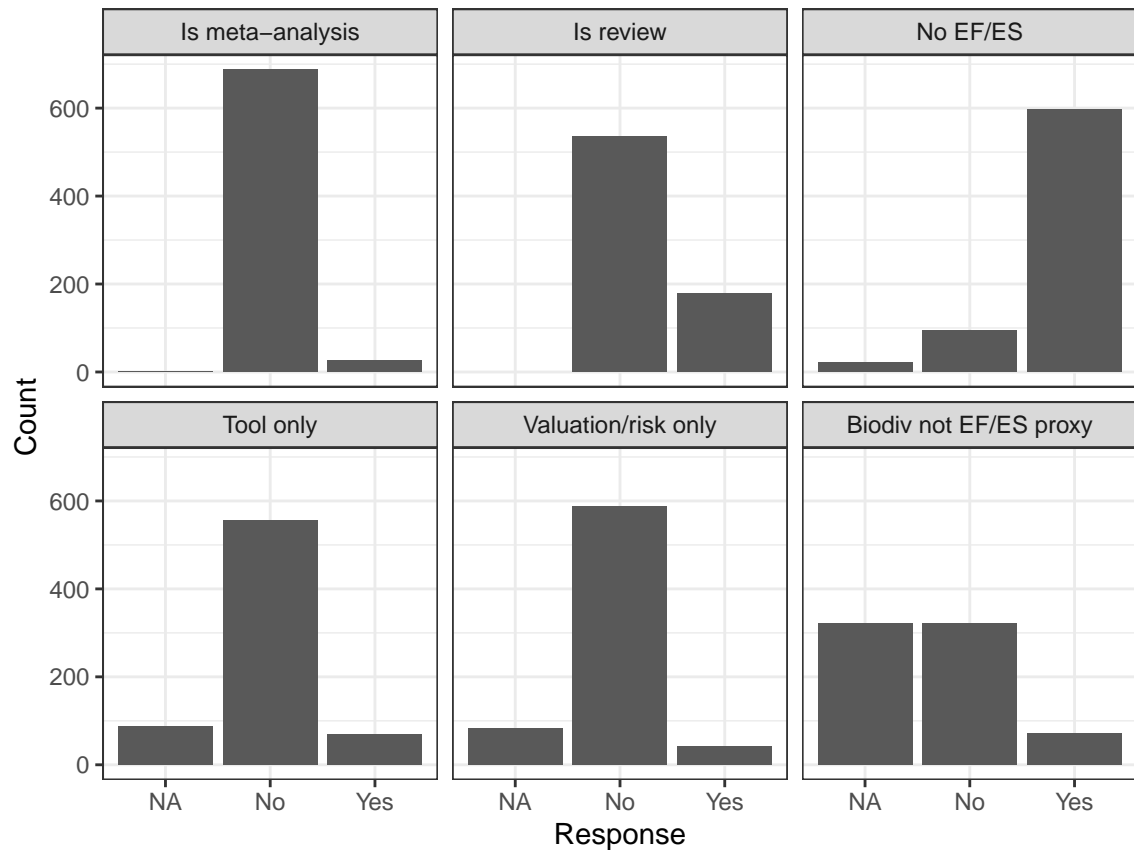 Is meta−analysis
Is review
No EF/ES
600
400
200
0
Count
Tool only
Valuation/risk only
Biodiv not EF/ES proxy
600
400
200
0
NA No Yes
NA No Yes
NA No Yes
Response